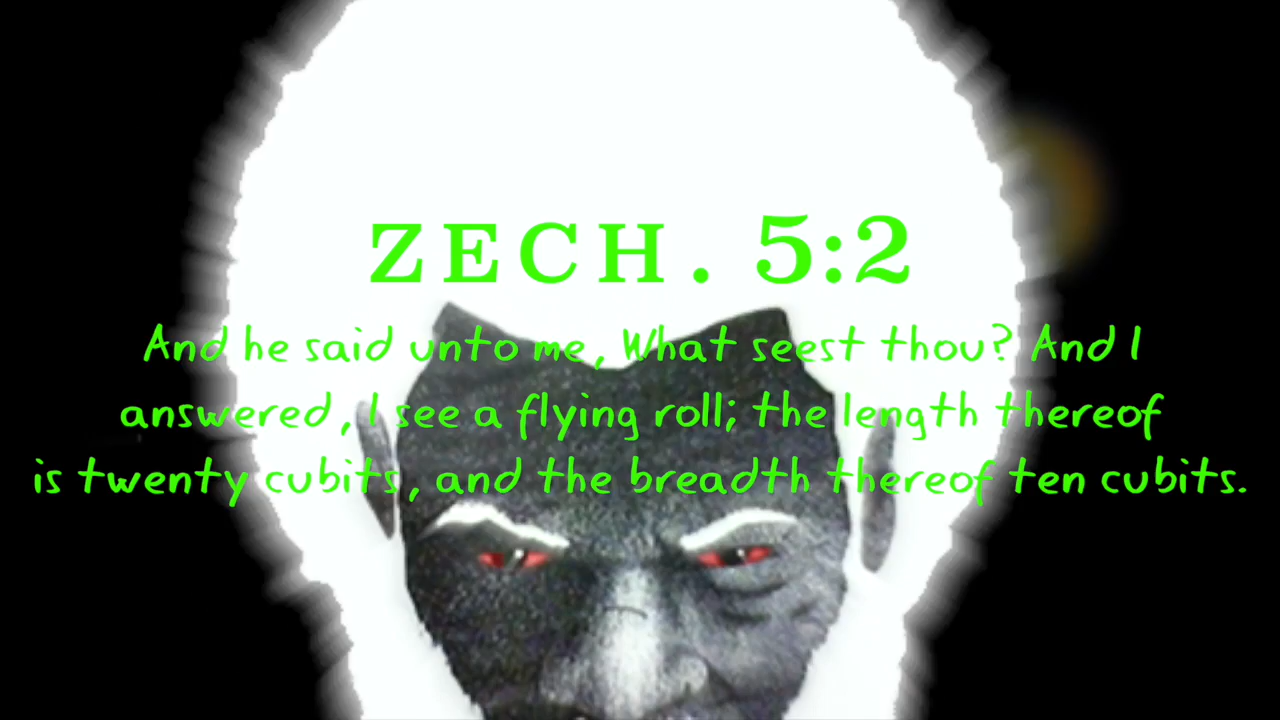 ZECH. 5:2
And he said unto me, What seest thou? And I
answered, I see a flying roll; the length thereof
is twenty cubits, and the breadth thereof ten cubits.